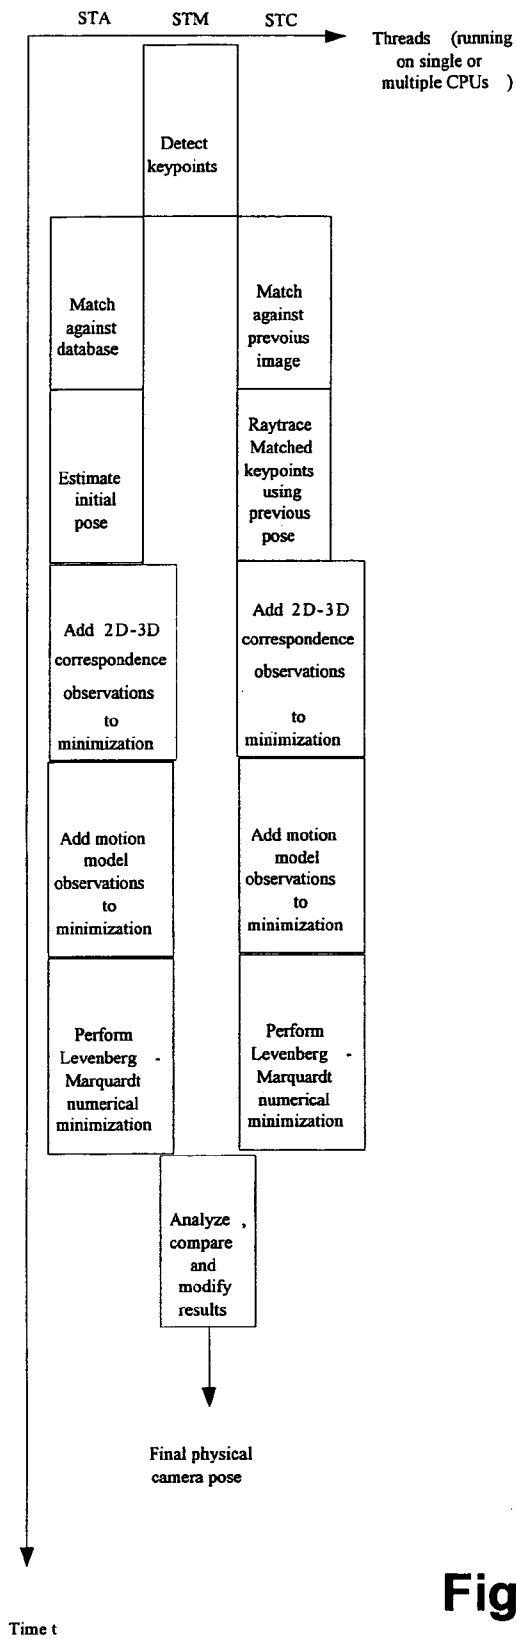 STA STM STC
Threads (running
on single or
multiple CPUs )
Detect
keypoints
Match
against
database
Match
against
prevoius
image
Estimate
initial
pose
Raytrace
Matched
keypoints
using
previous
pose
Add 2D-3D
correspondence
observations
to
minimization
Add 2D-3D
correspondence
observations
to
minimization
Add motion
model
observations
to
minimization
Add motion
model
observations
to
minimization
Perform
Levenberg -
Marquardt
numerical
minimization
Perform
Levenberg -
Marquardt
numerical
minimization
Analyze ,
compare
and
modify
results
Final physical
camera pose
Fig
Time t